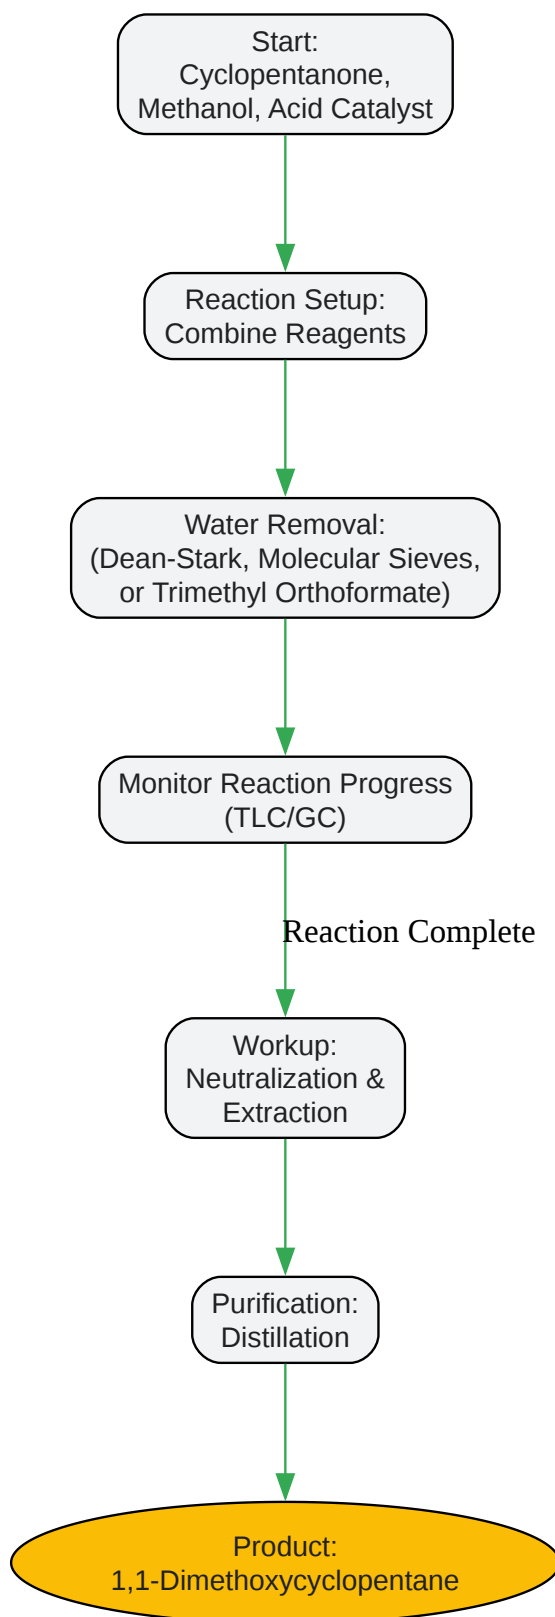 Start:
Cyclopentanone,
Methanol, Acid Catalyst
Reaction Setup:
Combine Reagents
Water Removal:
(Dean-Stark, Molecular Sieves,
or Trimethyl Orthoformate)
Monitor Reaction Progress
(TLC/GC)
Reaction Complete
Workup:
Neutralization &
Extraction
Purification:
Distillation
Product:
1,1-Dimethoxycyclopentane